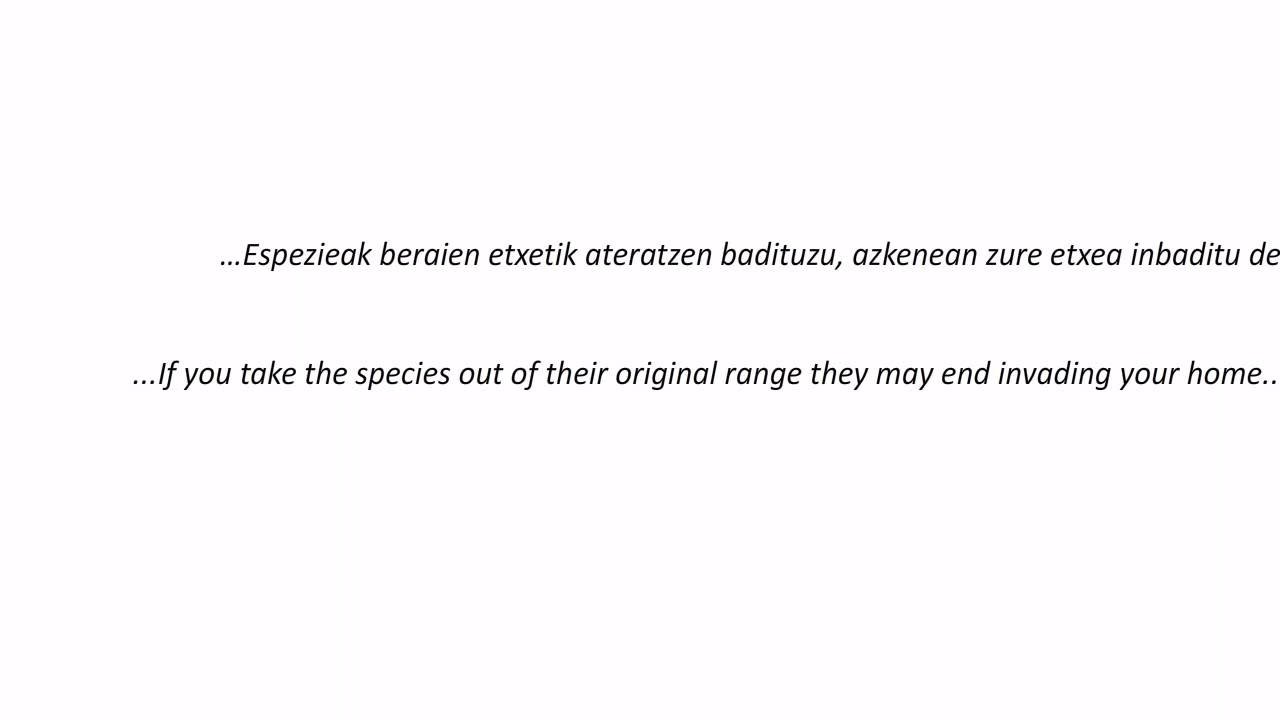 ...Espezieak beraien etxetik ateratzen badituzu, azkenean zure etxea inbaditu
...If you take the species out of their original range they may end invading your home..